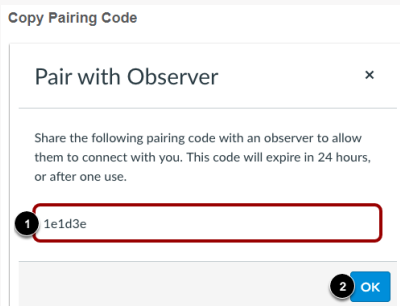 Copy Pairing Code
Pair with Observer ×
Share the following pairing code with an observer to allow
them to connect with you. This code will expire in 24 hours,
or after one use.
1 1e1d3e
2 OK